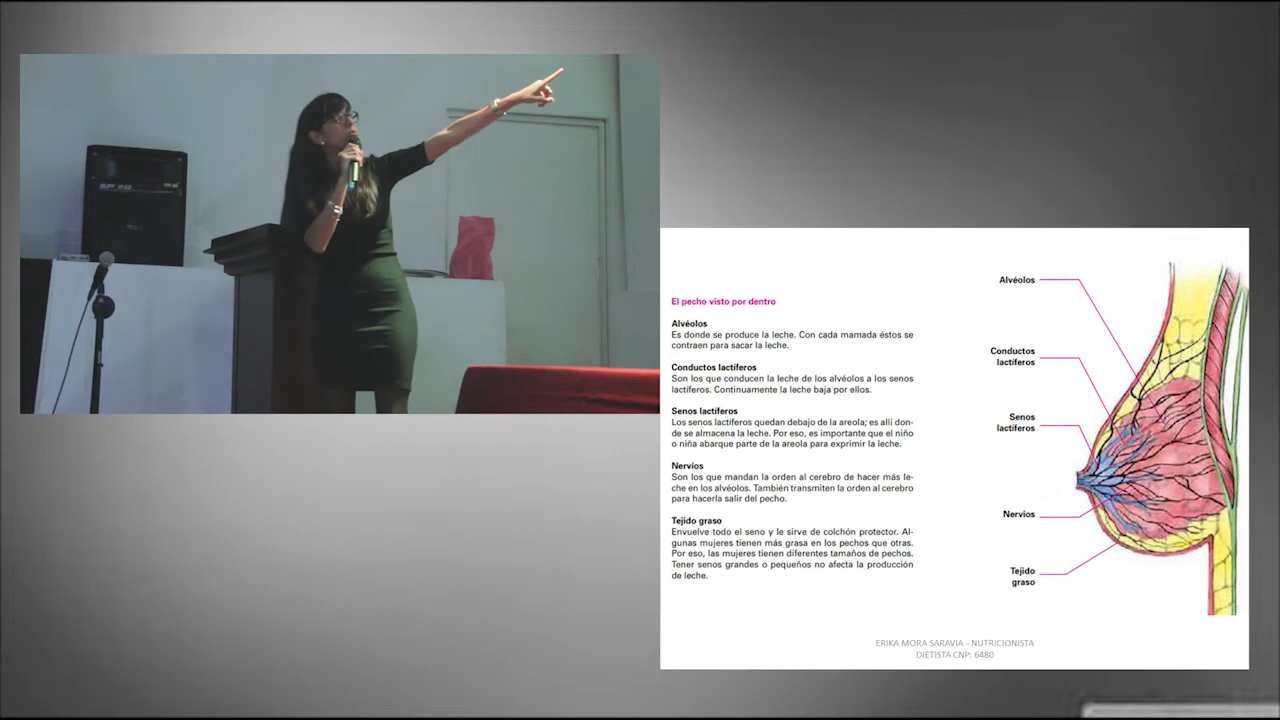 SP 4G
El pecho visto por dentro
Alvéolos
Es donde se produce la leche. Con cada mamada éstos se
contraen para sacar la leche.
Conductos lactíferos
Son los que conducen la leche de los alvéolos a los senos
lactíferos. Continuamente la leche baja por ellos.
Senos lactíferos
Los senos lactíferos quedan debajo de la areola; es allí don-
de se almacena la leche. Por eso, es importante que el niño
o niña abarque parte de la areola para exprimir la leche.
Nervios
Son los que mandan la orden al cerebro de hacer más le-
che en los alvéolos. También transmiten la orden al cerebro
para hacerla salir del pecho.
Tejido graso
Envuelve todo el seno y le sirve de colchón protector. Al-
gunas mujeres tienen más grasa en los pechos que otras.
Por eso, las mujeres tienen diferentes tamaños de pechos.
Tener senos grandes o pequeños no afecta la producción
de leche.
Alvéolos
Conductos
lactíferos
Senos
lactíferos
Nervios
Tejido
graso
ERIKA MORA SARAVIA - NUTRICIONISTA
DIETISTA CNP: 6480